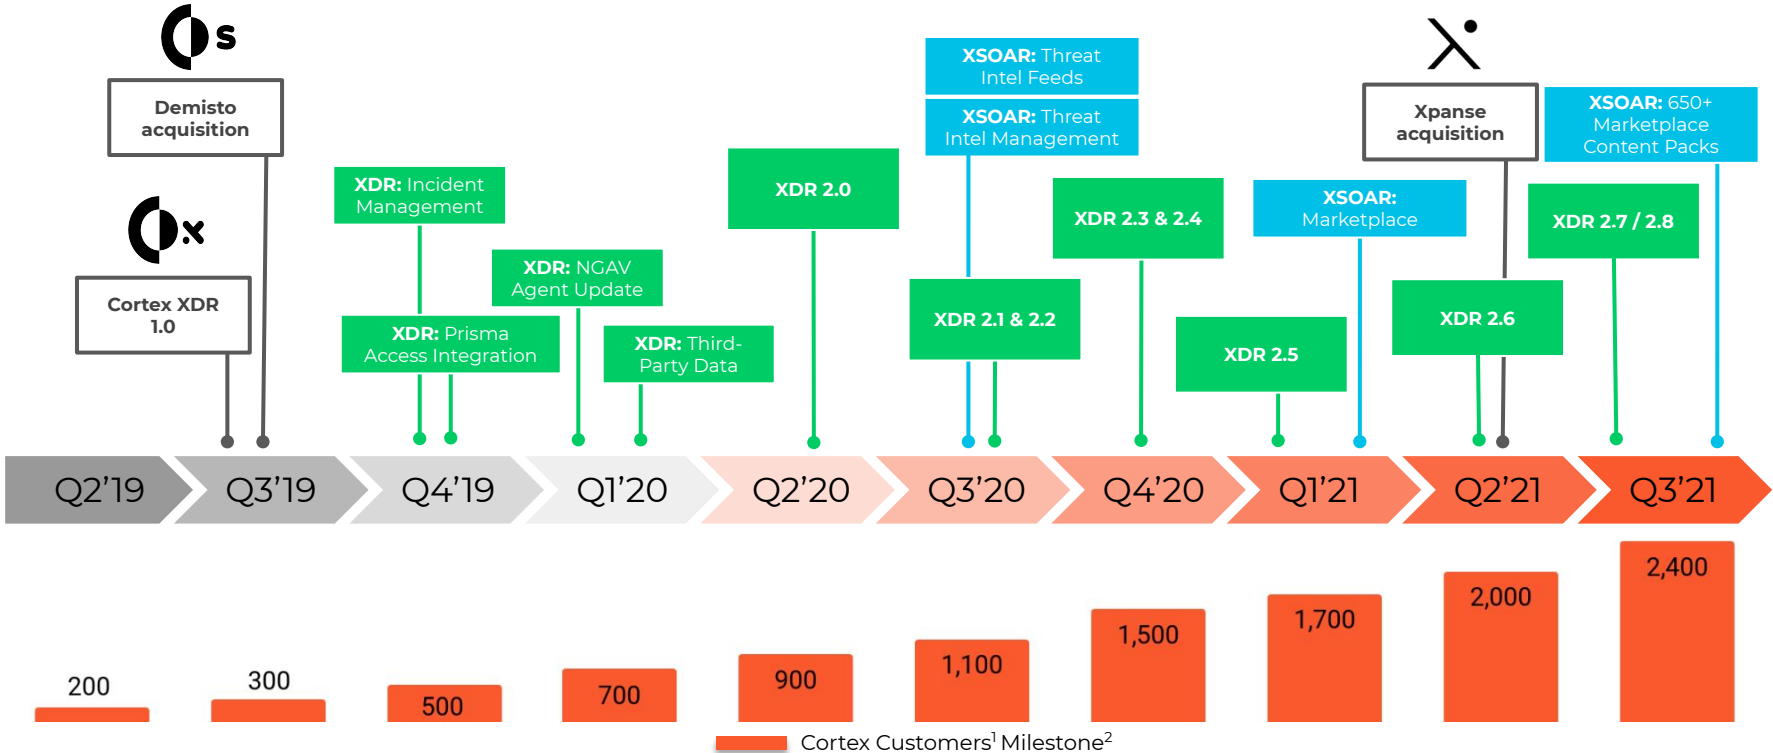 s
Demisto
acquisition
x
Cortex XDR
1.0
XDR: Incident
Management
XDR: Prisma
Access Integration
XDR: NGAV
Agent Update
XDR: Third-
Party Data
XDR 2.0
XSOAR: Threat
Intel Feeds
XSOAR: Threat
Intel Management
XDR 2.1 & 2.2
XDR 2.3 & 2.4
XDR 2.5
XSOAR:
Marketplace
Xpanse
acquisition
XDR 2.6
XSOAR: 650+
Marketplace
Content Packs
XDR 2.7 / 2.8
Q2’19 Q3’19 Q4’19 Q1’20 Q2’20 Q3’20 Q4’20 Q1’21 Q2’21 Q3’21
200 300 500 700 900 1,100 1,500 1,700 2,000 2,400
Cortex Customers¹ Milestone²